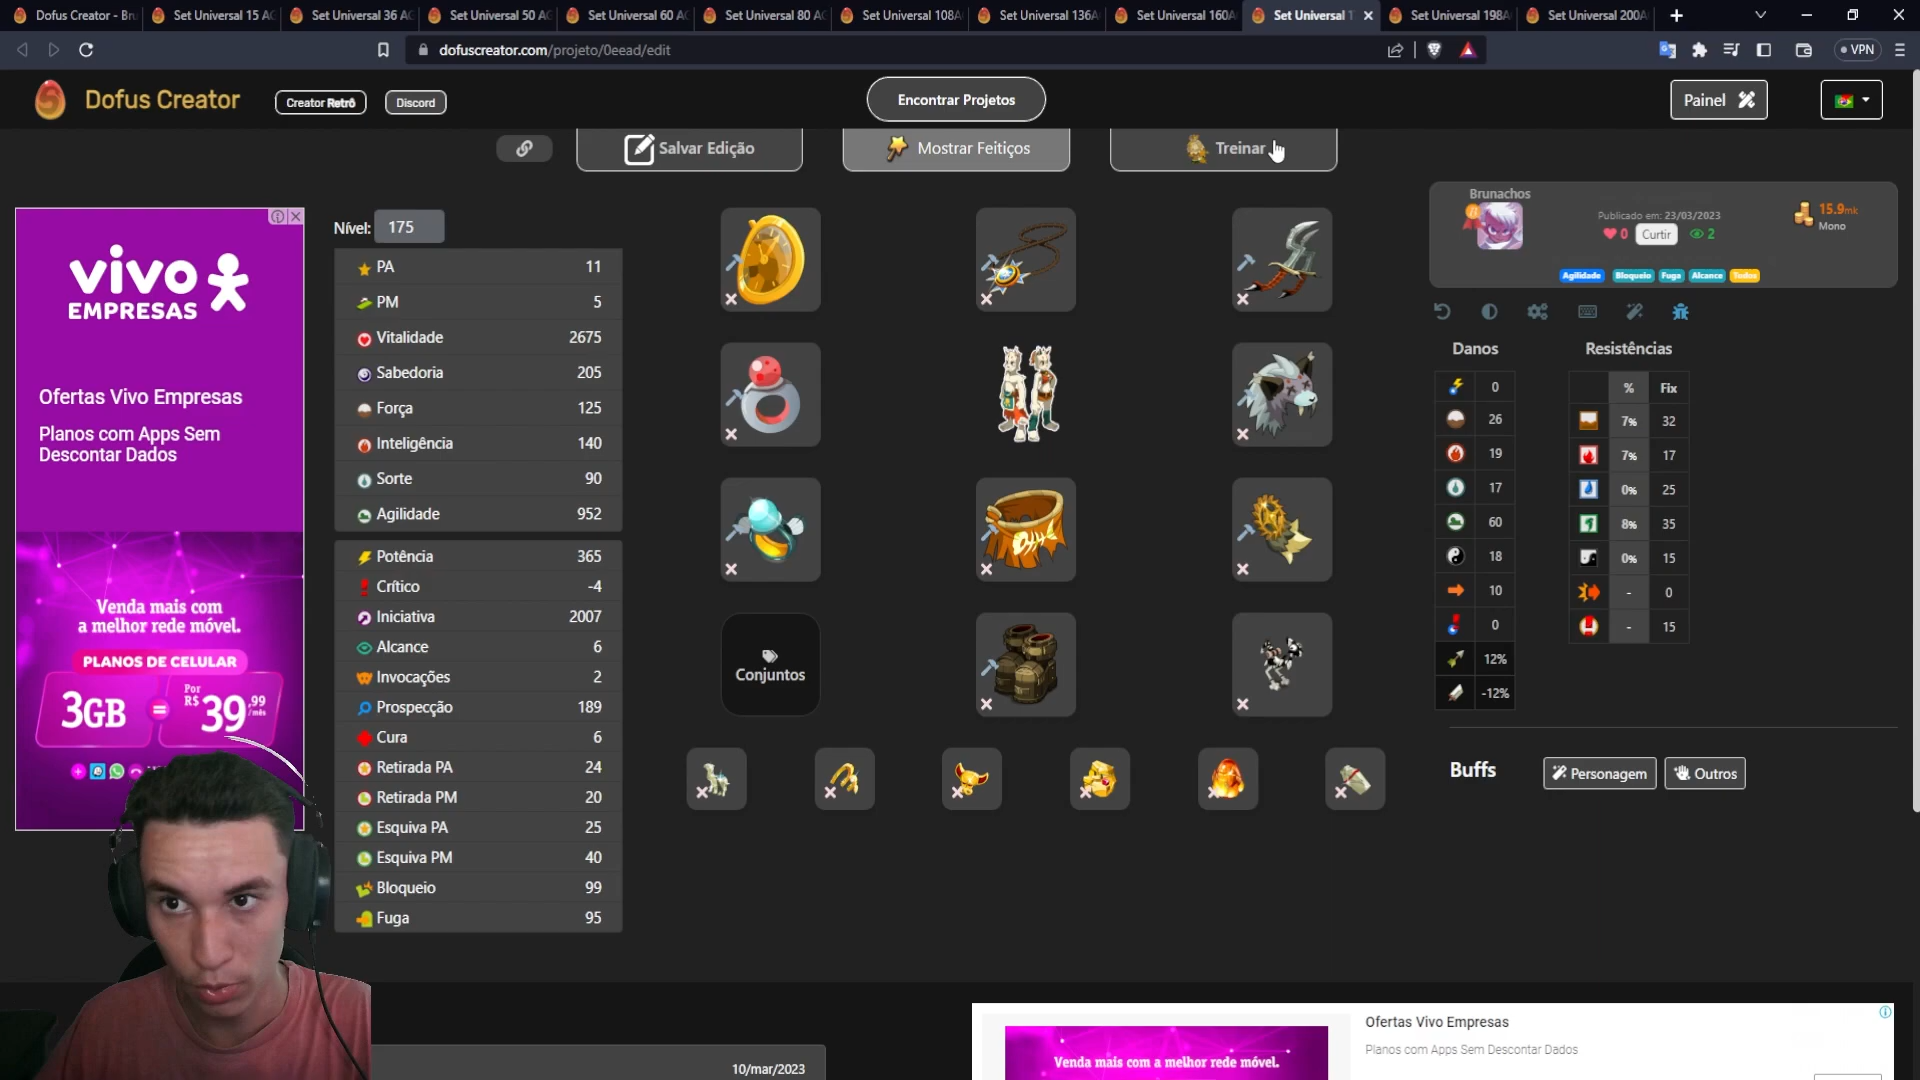 Dofus Creator - Bru
Set Universal 15 AG
Set Universal 36 AG
Set Universal 50 AG
Set Universal 60 AG
Set Universal 80 AG
Set Universal 108A
Set Universal 136A
Set Universal 160A
Set Universal 1
Set Universal 198A
Set Universal 200A
dofuscreator.com/projeto/0eead/edit
VPN
Dofus Creator
Creator Retrô
Discord
Encontrar Projetos
Painel
Salvar Edição
Mostrar Feitiços
Treinar
Brunachos
Publicado em: 23/03/2023
0 Curtir 2
15.9mk
Mono
Agilidade Bloqueio Fuga Alcance Tudus
vivo
EMPRESAS
Ofertas Vivo Empresas
Planos com Apps Sem
Descontar Dados
Venda mais com
a melhor rede móvel.
PLANOS DE CELULAR
3GB = Por R$ 39,99 /mês
Nível: 175
PA 11
PM 5
Vitalidade 2675
Sabedoria 205
Força 125
Inteligência 140
Sorte 90
Agilidade 952
Potência 365
Crítico -4
Iniciativa 2007
Alcance 6
Invocações 2
Prospecção 189
Cura 6
Retirada PA 24
Retirada PM 20
Esquiva PA 25
Esquiva PM 40
Bloqueio 99
Fuga 95
Conjuntos
Danos
0
26
19
17
60
18
10
0
12%
-12%
Resistências
% Fix
7% 32
7% 17
0% 25
8% 35
0% 15
- 0
- 15
Buffs
Personagem
Outros
10/mar/2023
Venda mais com a melhor rede móvel.
Ofertas Vivo Empresas
Planos com Apps Sem Descontar Dados